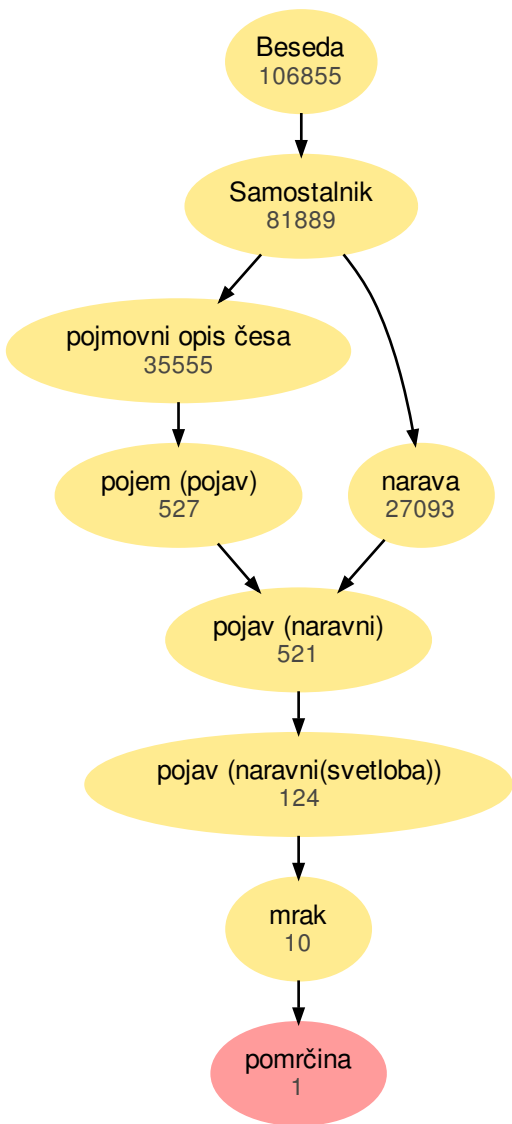 Beseda
106855
Samostalnik
81889
pojmovni opis česa
35555
pojem (pojav)
527
narava
27093
pojav (naravni)
521
pojav (naravni(svetloba))
124
mrak
10
pomrčina
1